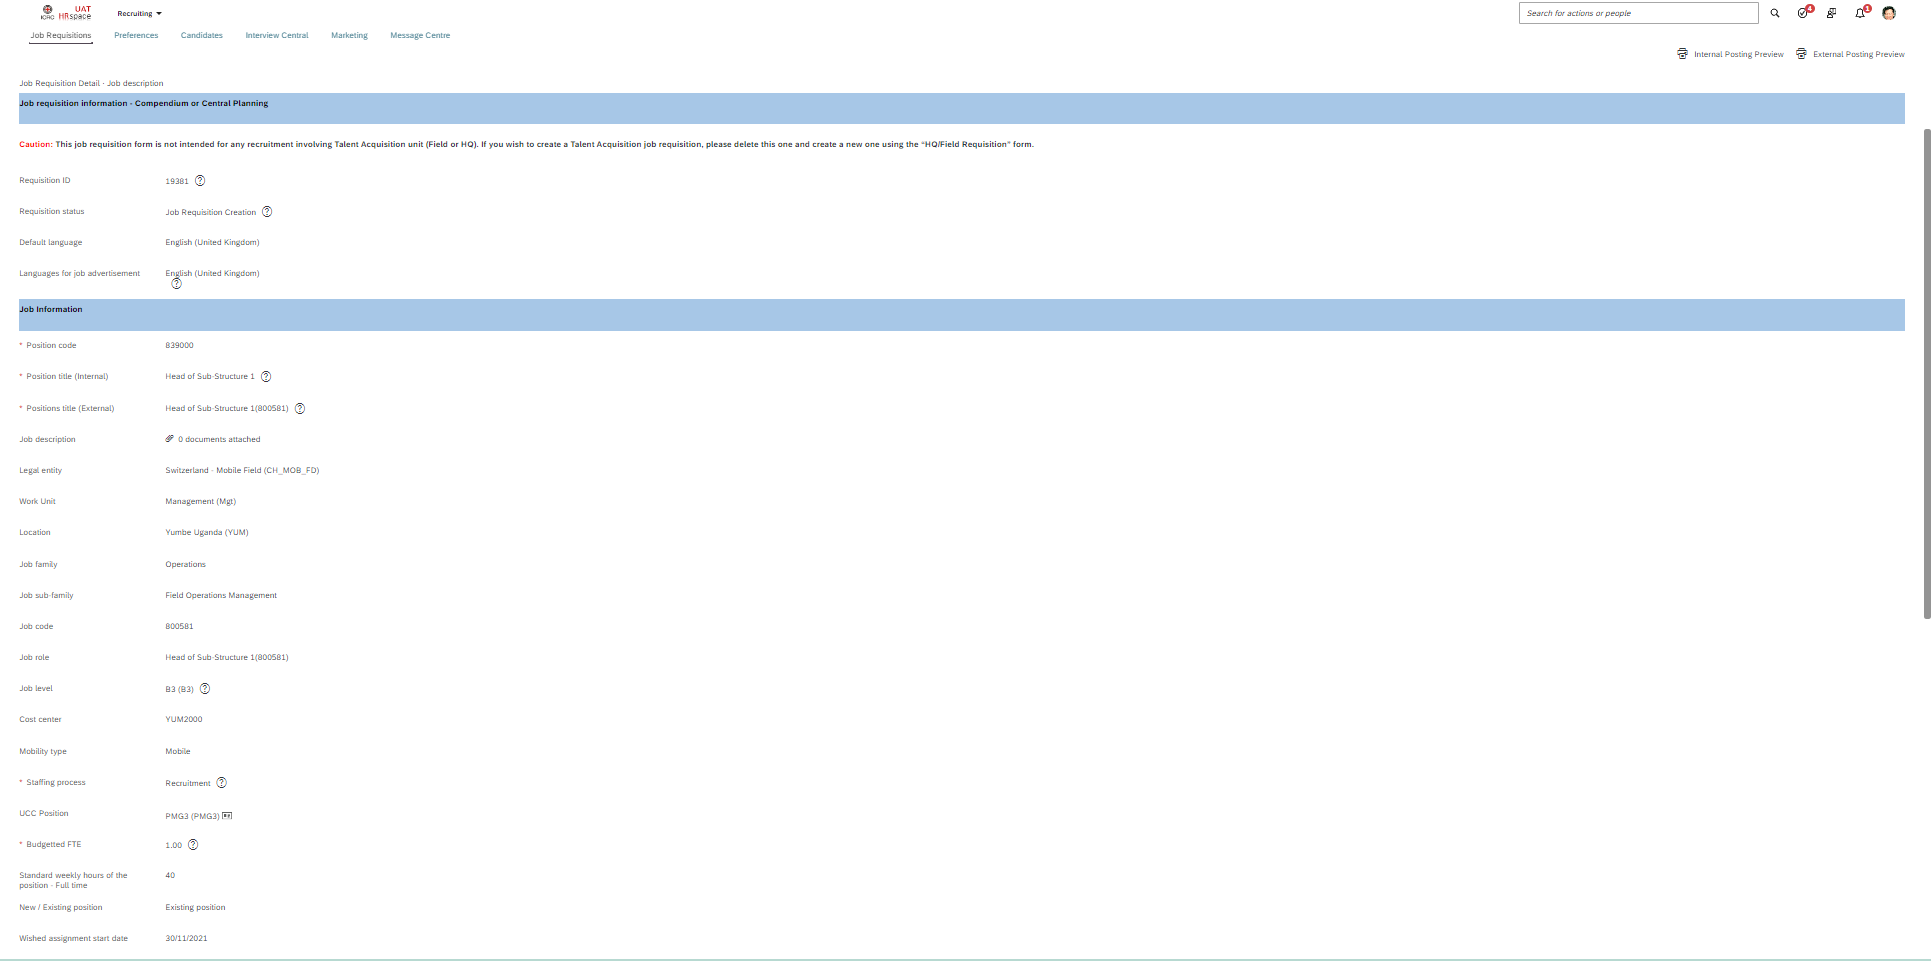 ICRC UAT HRspace Recruiting Search for actions or people 4 1
Job Requisitions Preferences Candidates Interview Central Marketing Message Centre
Internal Posting Preview External Posting Preview
Job Requisition Detail - Job description
Job requisition information - Compendium or Central Planning
Caution: This job requisition form is not intended for any recruitment involving Talent Acquisition unit (Field or HQ). If you wish to create a Talent Acquisition job requisition, please delete this one and create a new one using the "HQ/Field Requisition" form.
Requisition ID 19381 ?
Requisition status Job Requisition Creation ?
Default language English (United Kingdom)
Languages for job advertisement English (United Kingdom)
?
Job Information
* Position code 839000
* Position title (Internal) Head of Sub-Structure 1 ?
* Positions title (External) Head of Sub-Structure 1(800581) ?
Job description 0 documents attached
Legal entity Switzerland - Mobile Field (CH_MOB_FD)
Work Unit Management (Mgt)
Location Yumbe Uganda (YUM)
Job family Operations
Job sub-family Field Operations Management
Job code 800581
Job role Head of Sub-Structure 1(800581)
Job level B3 (B3) ?
Cost center YUM2000
Mobility type Mobile
* Staffing process Recruitment ?
UCC Position PMG3 (PMG3)
* Budgetted FTE 1.00 ?
Standard weekly hours of the 40
position - Full time
New / Existing position Existing position
Wished assignment start date 30/11/2021